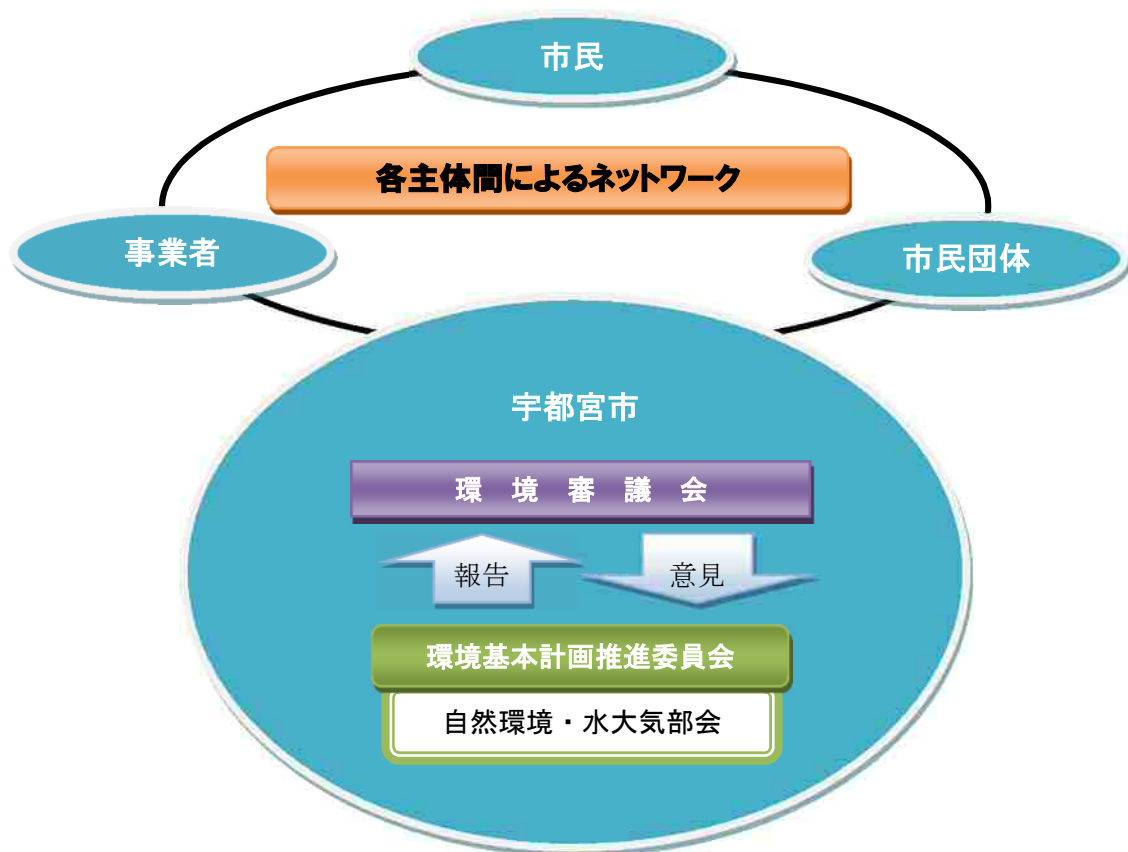 市民
各主体間によるネットワーク
事業者
市民団体
宇都宮市
環境審議会
報告
意見
環境基本計画推進委員会
自然環境・水大気部会